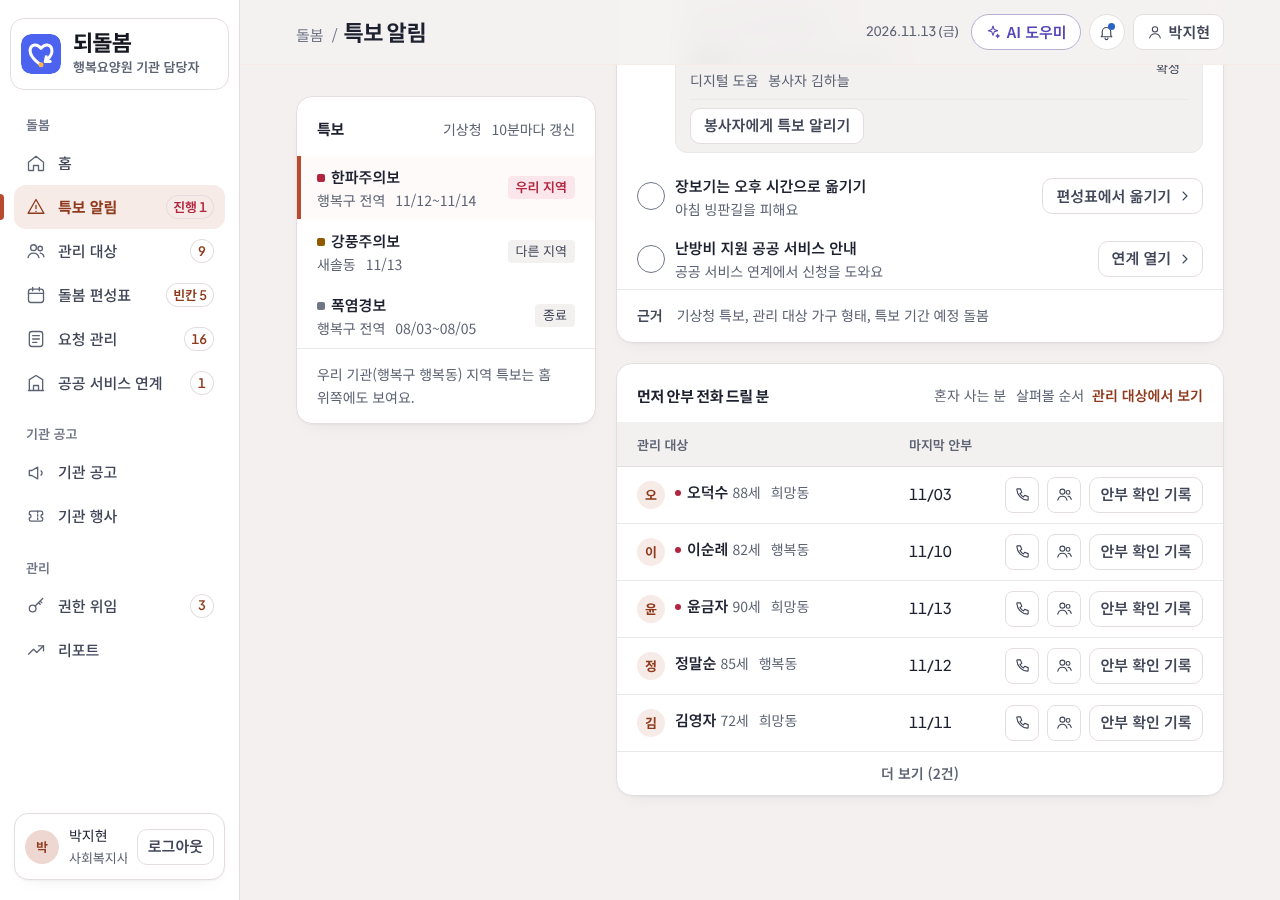 되돌봄
행복요양원 기관 담당자
돌봄
홈
특보 알림 진행 1
관리 대상 9
돌봄 편성표 빈칸 5
요청 관리 16
공공 서비스 연계 1
기관 공고
기관 공고
기관 행사
관리
권한 위임 3
리포트
박 박지현
사회복지사
로그아웃
돌봄 / 특보 알림
2026.11.13 (금) AI 도우미 박지현
특보 기상청 10분마다 갱신
한파주의보
행복구 전역 11/12~11/14
우리 지역
강풍주의보
새솔동 11/13
다른 지역
폭염경보
행복구 전역 08/03~08/05
종료
우리 기관(행복구 행복동) 지역 특보는 홈
위쪽에도 보여요.
확정
디지털 도움 봉사자 김하늘
봉사자에게 특보 알리기
장보기는 오후 시간으로 옮기기
아침 빙판길을 피해요
편성표에서 옮기기
난방비 지원 공공 서비스 안내
공공 서비스 연계에서 신청을 도와요
연계 열기
근거 기상청 특보, 관리 대상 가구 형태, 특보 기간 예정 돌봄
먼저 안부 전화 드릴 분 혼자 사는 분 살펴볼 순서 관리 대상에서 보기
관리 대상 마지막 안부
오 오덕수 88세 희망동 11/03 안부 확인 기록
이 이순례 82세 행복동 11/10 안부 확인 기록
윤 윤금자 90세 희망동 11/13 안부 확인 기록
정 정말순 85세 행복동 11/12 안부 확인 기록
김 김영자 72세 희망동 11/11 안부 확인 기록
더 보기 (2건)